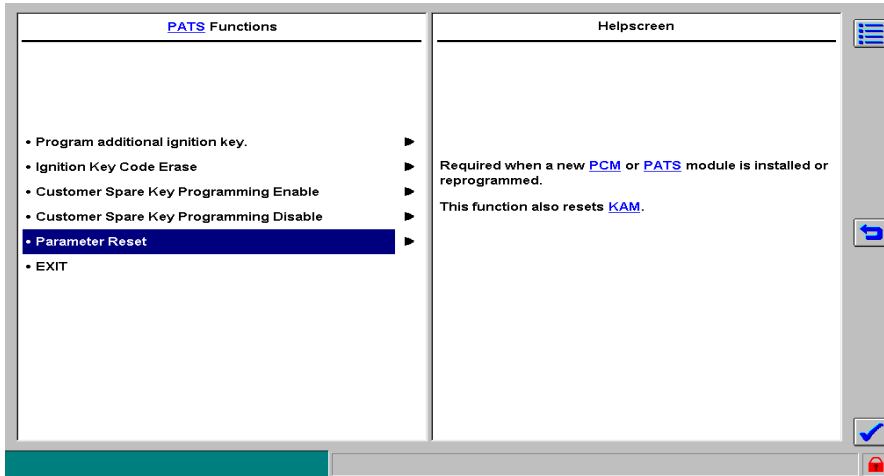 PATS Functions
• Program additional ignition key.
• Ignition Key Code Erase
• Customer Spare Key Programming Enable
• Customer Spare Key Programming Disable
• Parameter Reset
• EXIT
Helpscreen
Required when a new PCM or PATS module is installed or
reprogrammed.
This function also resets KAM.